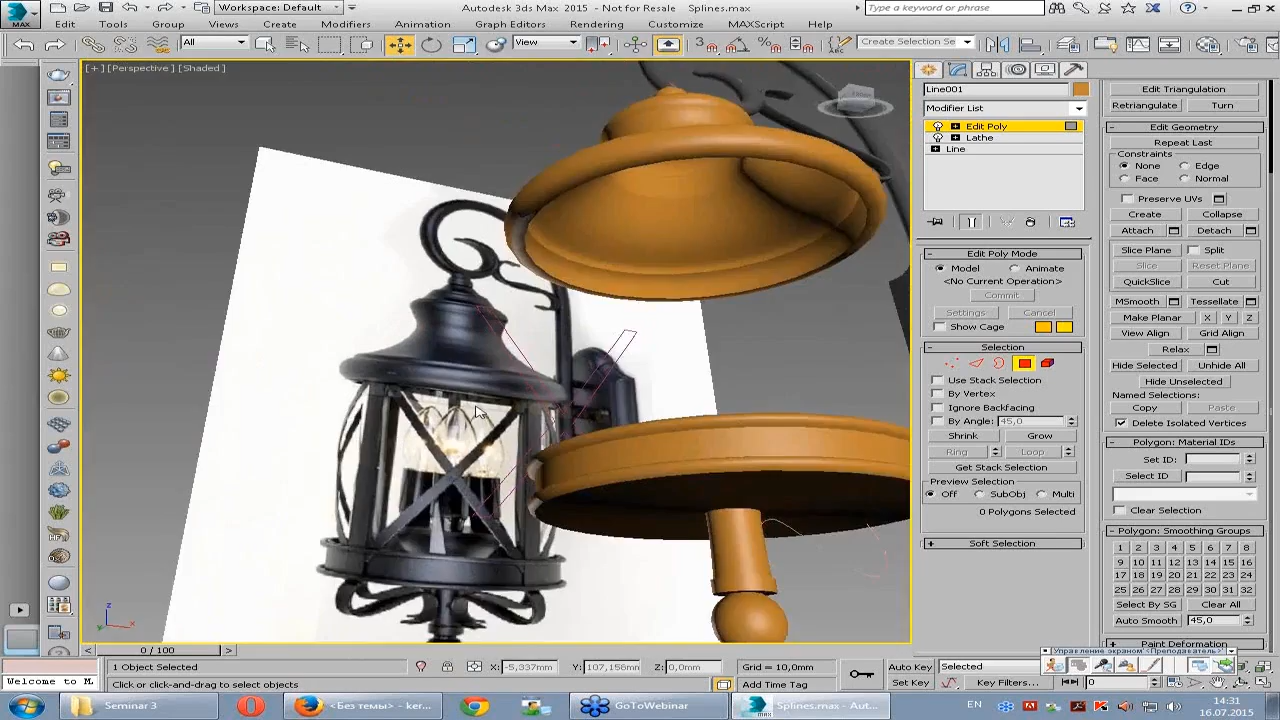 Workspace: Default
Autodesk 3ds Max 2015 - Not for Resale
Splines.max
Type a keyword or phrase
MAX
Edit
Tools
Group
Views
Create
Modifiers
Animation
Graph Editors
Rendering
Customize
MAXScript
Help
All
View
Create Selection Se
[+] [Perspective] [Shaded]
Line001
Modifier List
Edit Poly
Lathe
Line
Edit Poly Mode
Model
Animate
<No Current Operation>
Commit
Settings
Cancel
Show Cage
Selection
Use Stack Selection
By Vertex
Ignore Backfacing
By Angle: 45,0
Shrink
Grow
Ring
Loop
Get Stack Selection
Preview Selection
Off
SubObj
Multi
0 Polygons Selected
Soft Selection
Edit Triangulation
Retriangulate
Turn
Edit Geometry
Repeat Last
Constraints
None
Edge
Face
Normal
Preserve UVs
Create
Collapse
Attach
Detach
Slice Plane
Split
Slice
Reset Plane
QuickSlice
Cut
MSmooth
Tessellate
Make Planar
X
Y
Z
View Align
Grid Align
Relax
Hide Selected
Unhide All
Hide Unselected
Named Selections:
Copy
Paste
Delete Isolated Vertices
Polygon: Material IDs
Set ID:
Select ID
Clear Selection
Polygon: Smoothing Groups
1 2 3 4 5 6 7 8
9 10 11 12 13 14 15 16
17 18 19 20 21 22 23 24
25 26 27 28 29 30 31 32
Select By SG
Clear All
Auto Smooth
45,0
0 / 100
1 Object Selected
X: -5,337mm
Y: 107,156mm
Z: 0,0mm
Grid = 10,0mm
Auto Key
Selected
Welcome to M
Click or click-and-drag to select objects
Add Time Tag
Set Key
Key Filters...
0
Seminar 3
<Без темы> - ker...
GoToWebinar
Splines.max - Aut...
EN
14:31
16.07.2015